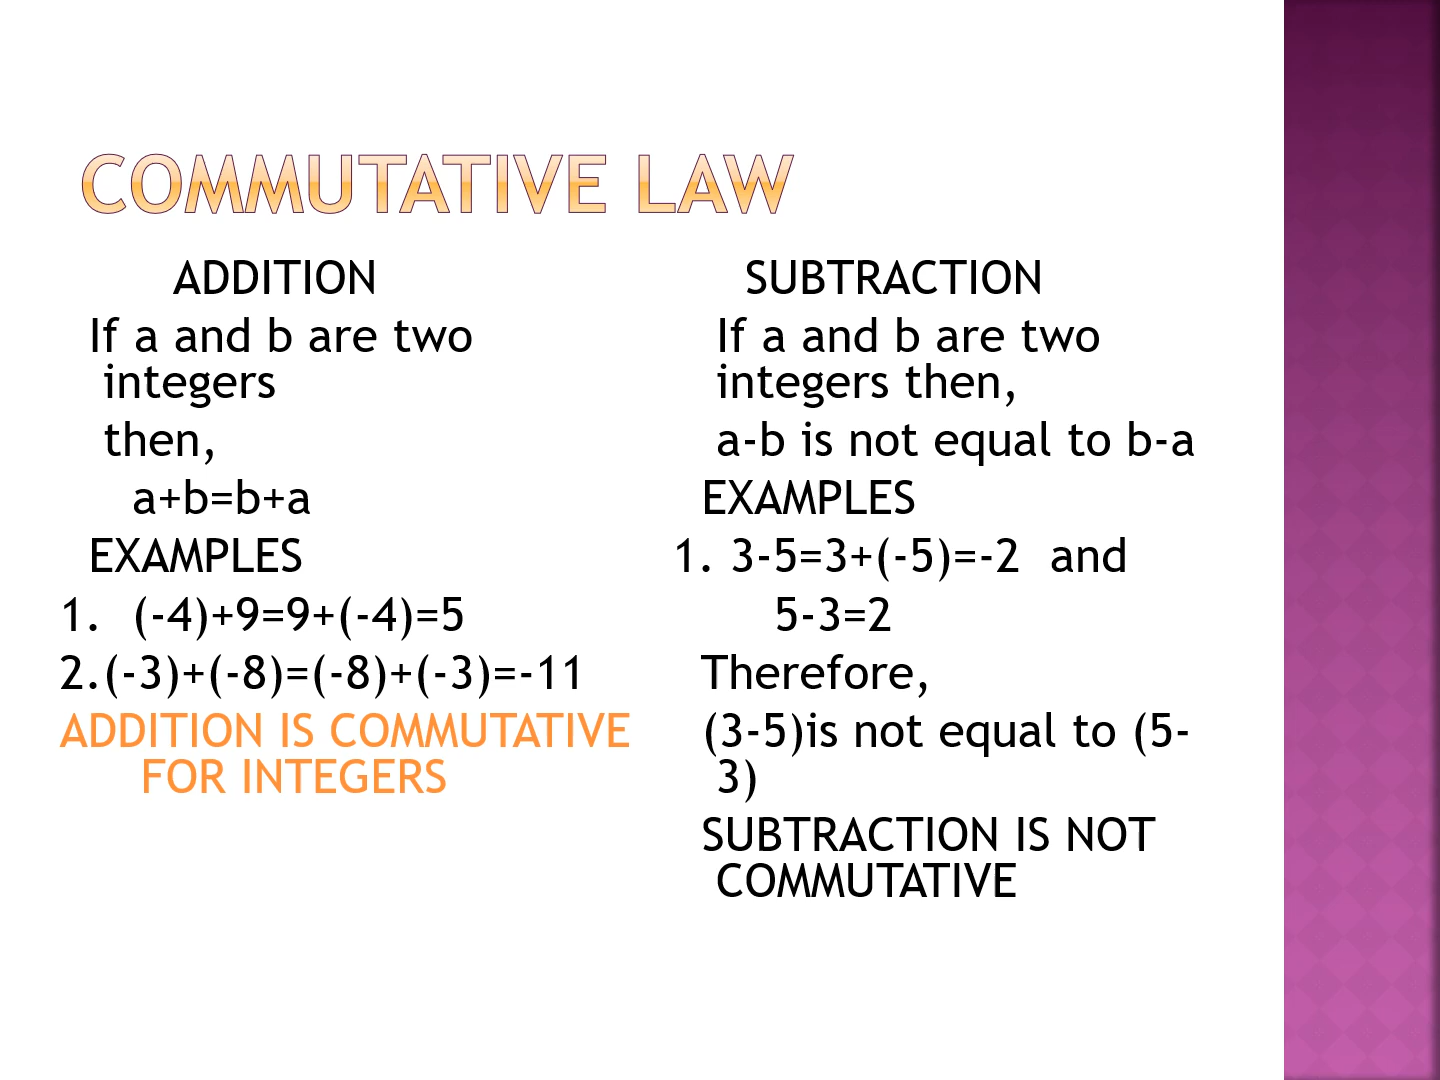 COMMUTATIVE LAW
ADDITION
If a and b are two
integers
then,
a+b=b+a
EXAMPLES
1. (-4)+9=9+(-4)=5
2.(-3)+(-8)=(-8)+(-3)=-11
ADDITION IS COMMUTATIVE
FOR INTEGERS
SUBTRACTION
If a and b are two
integers then,
a-b is not equal to b-a
EXAMPLES
1. 3-5=3+(-5)=-2 and
5-3=2
Therefore,
(3-5)is not equal to (5-
3)
SUBTRACTION IS NOT
COMMUTATIVE